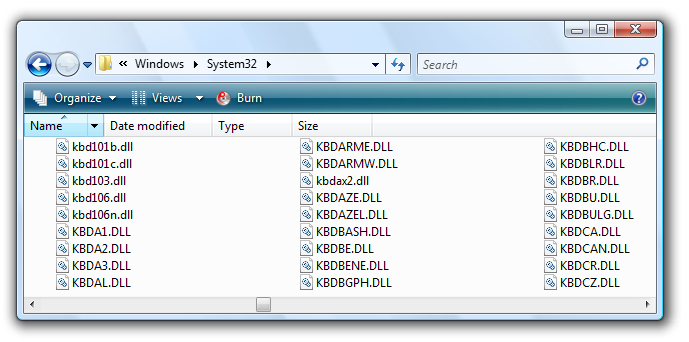 « Windows System32 Search
Organize Views Burn
Name Date modified Type Size
kbd101b.dll KBDARME.DLL KBDBHC.DLL
kbd101c.dll KBDARMW.DLL KBDBLR.DLL
kbd103.dll kbdax2.dll KBDBR.DLL
kbd106.dll KBDAZE.DLL KBDBU.DLL
kbd106n.dll KBDAZEL.DLL KBDBULG.DLL
KBDA1.DLL KBDBASH.DLL KBDCA.DLL
KBDA2.DLL KBDBE.DLL KBDCAN.DLL
KBDA3.DLL KBDBENE.DLL KBDCR.DLL
KBDAL.DLL KBDBGPH.DLL KBDCZ.DLL